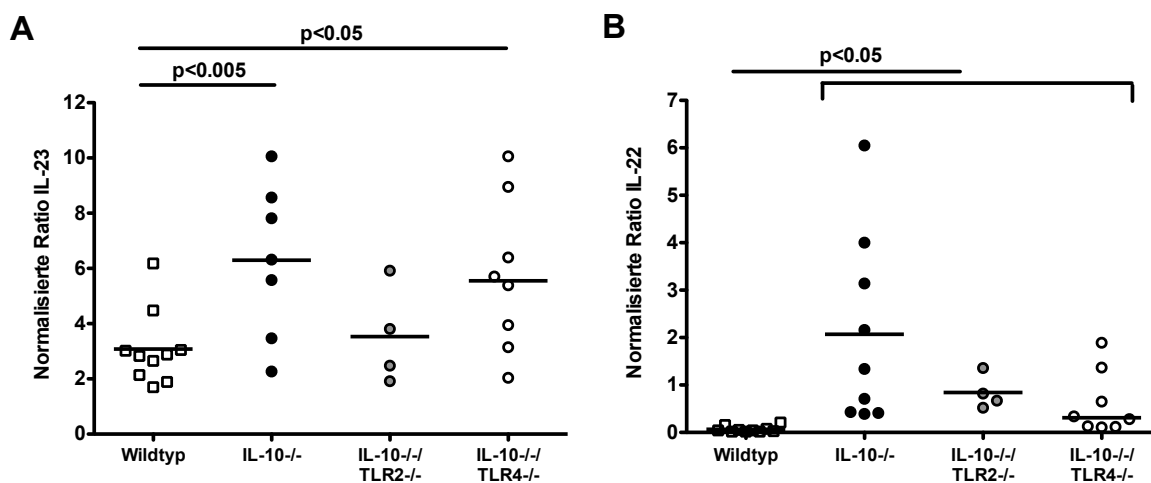 A
p<0.05
p<0.005
Normalisierte Ratio IL-23
12
10
8
6
4
2
0
Wildtyp
IL-10-/-
IL-10-/-/
TLR2-/-
IL-10-/-/
TLR4-/-
B
p<0.05
Normalisierte Ratio IL-22
7
6
5
4
3
2
1
0
Wildtyp
IL-10-/-
IL-10-/-/
TLR2-/-
IL-10-/-/
TLR4-/-